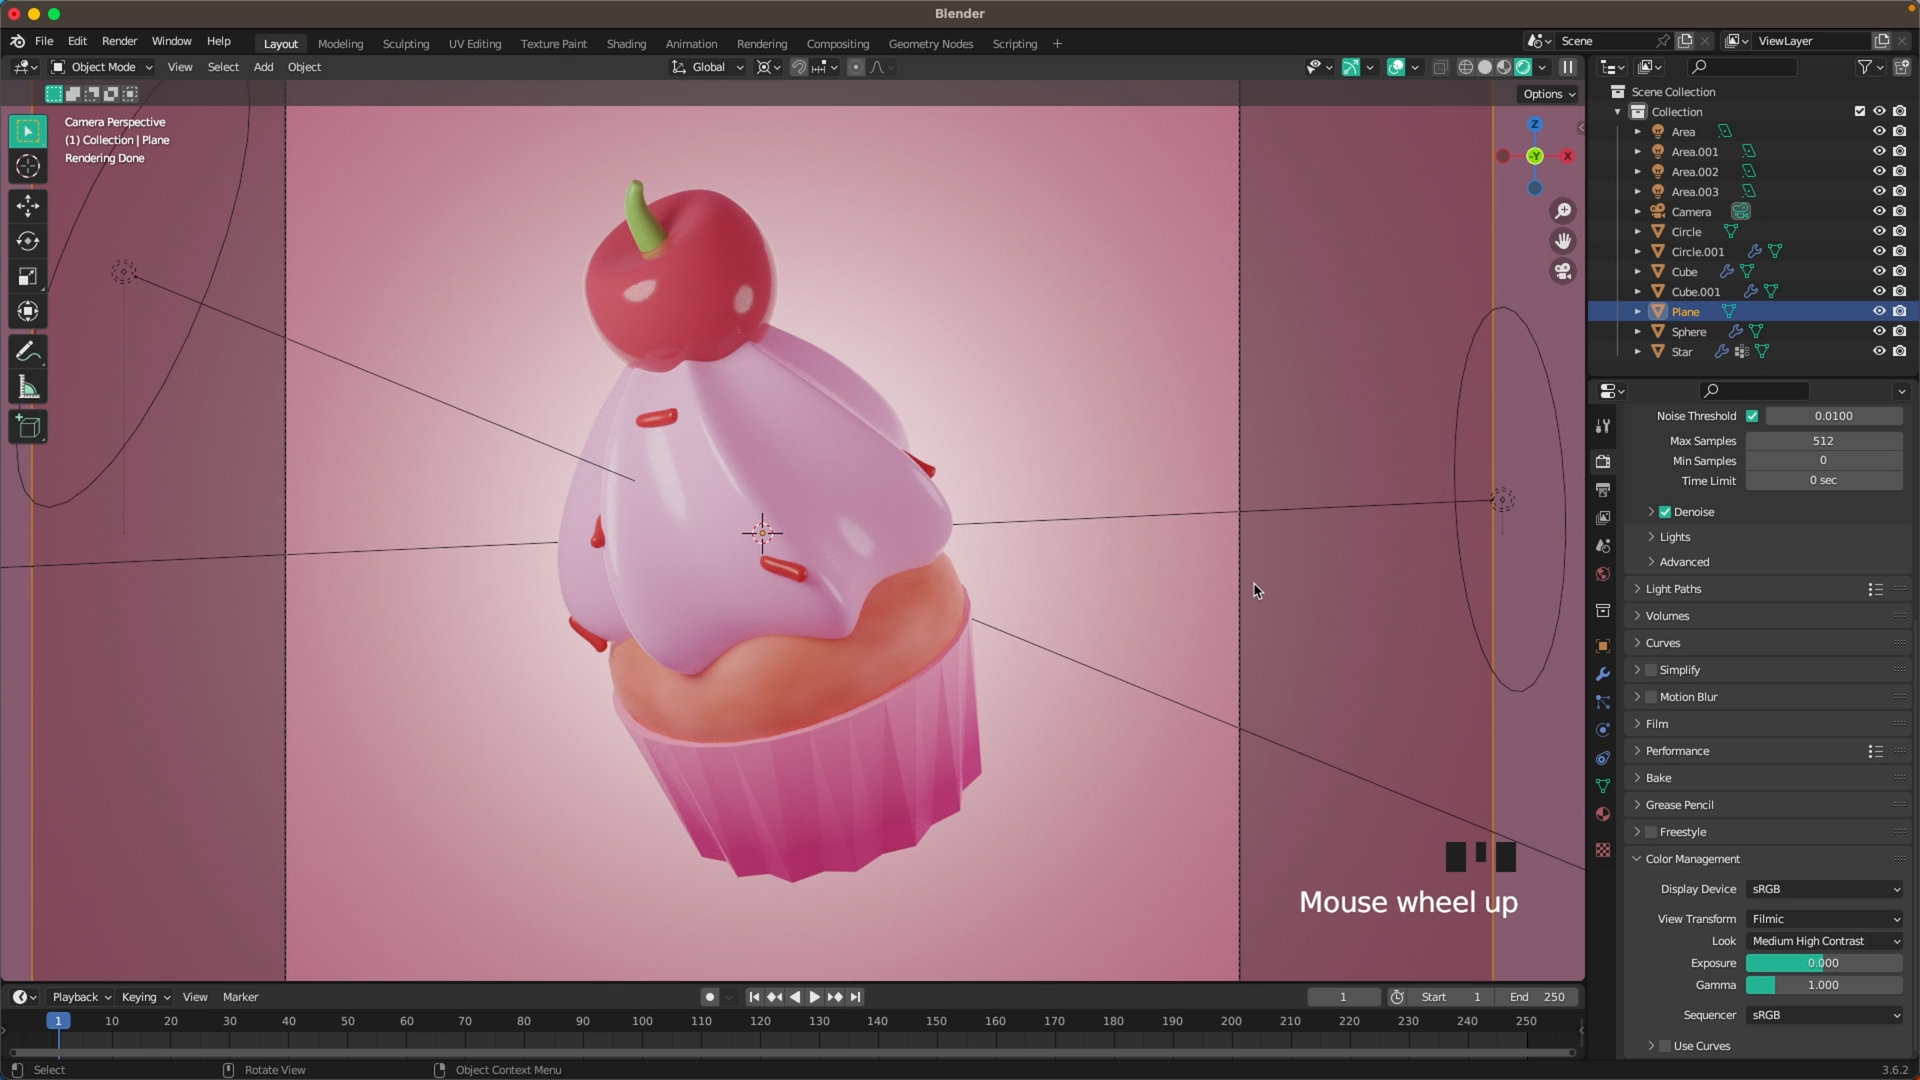 Blender
File Edit Render Window Help Layout Modeling Sculpting UV Editing Texture Paint Shading Animation Rendering Compositing Geometry Nodes Scripting + Scene ViewLayer
Object Mode View Select Add Object Global
Options
Camera Perspective
(1) Collection | Plane
Rendering Done
Z
-Y
X
Scene Collection
Collection
Area
Area.001
Area.002
Area.003
Camera
Circle
Circle.001
Cube
Cube.001
Plane
Sphere
Star
Noise Threshold 0.0100
Max Samples 512
Min Samples 0
Time Limit 0 sec
Denoise
Lights
Advanced
Light Paths
Volumes
Curves
Simplify
Motion Blur
Film
Performance
Bake
Grease Pencil
Freestyle
Color Management
Display Device sRGB
View Transform Filmic
Look Medium High Contrast
Exposure 0.000
Gamma 1.000
Sequencer sRGB
Use Curves
Mouse wheel up
Playback Keying View Marker 1 Start 1 End 250
1 10 20 30 40 50 60 70 80 90 100 110 120 130 140 150 160 170 180 190 200 210 220 230 240 250
Select Rotate View Object Context Menu 3.6.2